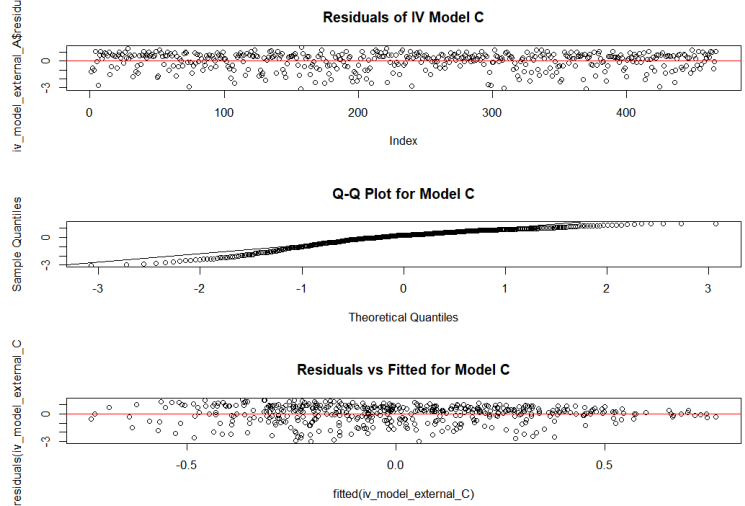 Residuals of IV Model C
iv_model_external_A$residu
0
-3
0
100
200
300
400
Index
Q-Q Plot for Model C
Sample Quantiles
0
-3
-3
-2
-1
0
1
2
3
Theoretical Quantiles
Residuals vs Fitted for Model C
residuals(iv_model_external_C)
0
-3
-0.5
0.0
0.5
fitted(iv_model_external_C)